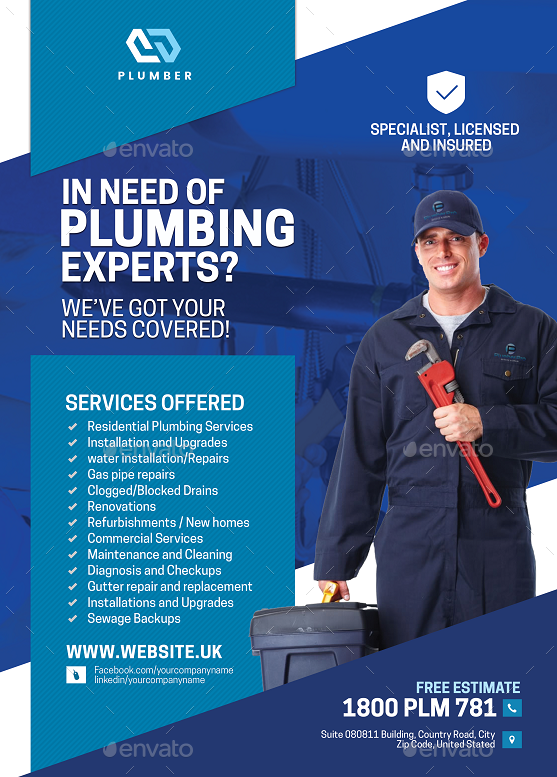 PLUMBER
SPECIALIST, LICENSED
AND INSURED
IN NEED OF
PLUMBING
EXPERTS?
WE'VE GOT YOUR
NEEDS COVERED!
SERVICES OFFERED
Residential Plumbing Services
Installation and Upgrades
water installation/Repairs
Gas pipe repairs
Clogged/Blocked Drains
Renovations
Refurbishments / New homes
Commercial Services
Maintenance and Cleaning
Diagnosis and Checkups
Gutter repair and replacement
Installations and Upgrades
Sewage Backups
WWW.WEBSITE.UK
Facebook.com/yourcompanyname
linkedin/yourcompanyname
FREE ESTIMATE
1800 PLM 781
Suite 080811 Building, Country Road, City
Zip Code, United Stated
envato
envato
envato
envato
envato
envato